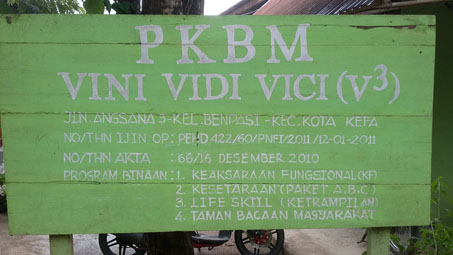 PKBM
VINI VIDI VICI (V³)
JLN. ANGSANA 3-KEL. BENPASI-KEC. KOTA KEFA
NO/THN IJIN OP: PEND 422/60/PNFI/2011/12-01-2011
NO/THN AKTA : 66/16 DESEMBER 2010
PROGRAM BINAAN : 1. KEAKSARAAN FUNGSIONAL (KF)
2. KESETARAAN (PAKET A.B.C)
3. LIFE SKILL (KETRAMPILAN)
4. TAMAN BACAAN MASYARAKAT